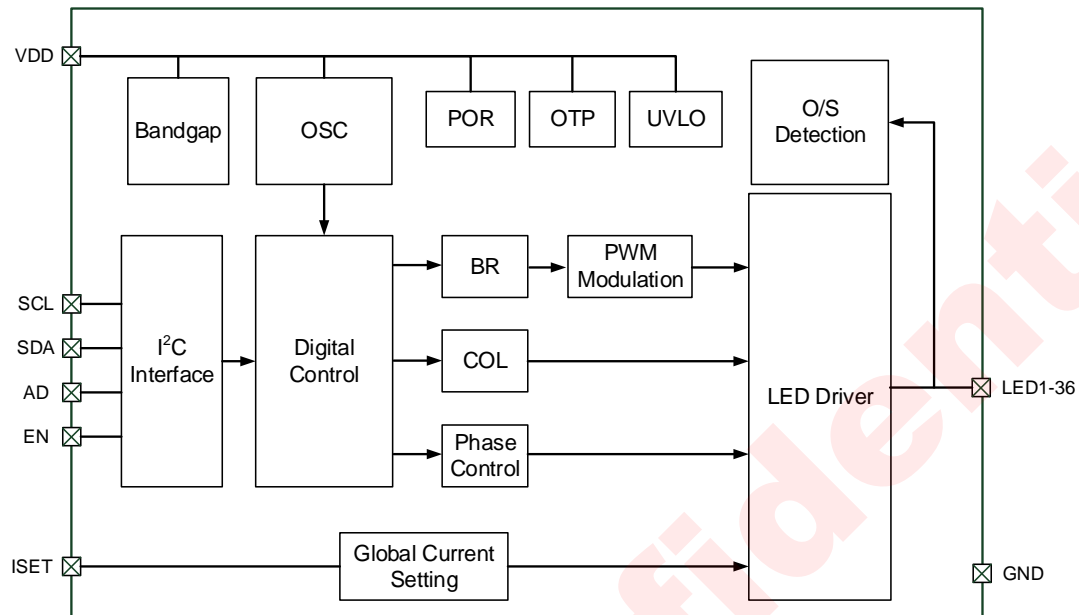 VDD
Bandgap
OSC
POR
OTP
UVLO
O/S
Detection
SCL
SDA
AD
EN
I²C
Interface
Digital
Control
BR
PWM
Modulation
COL
Phase
Control
LED Driver
LED1-36
ISET
Global Current
Setting
GND
fidenti